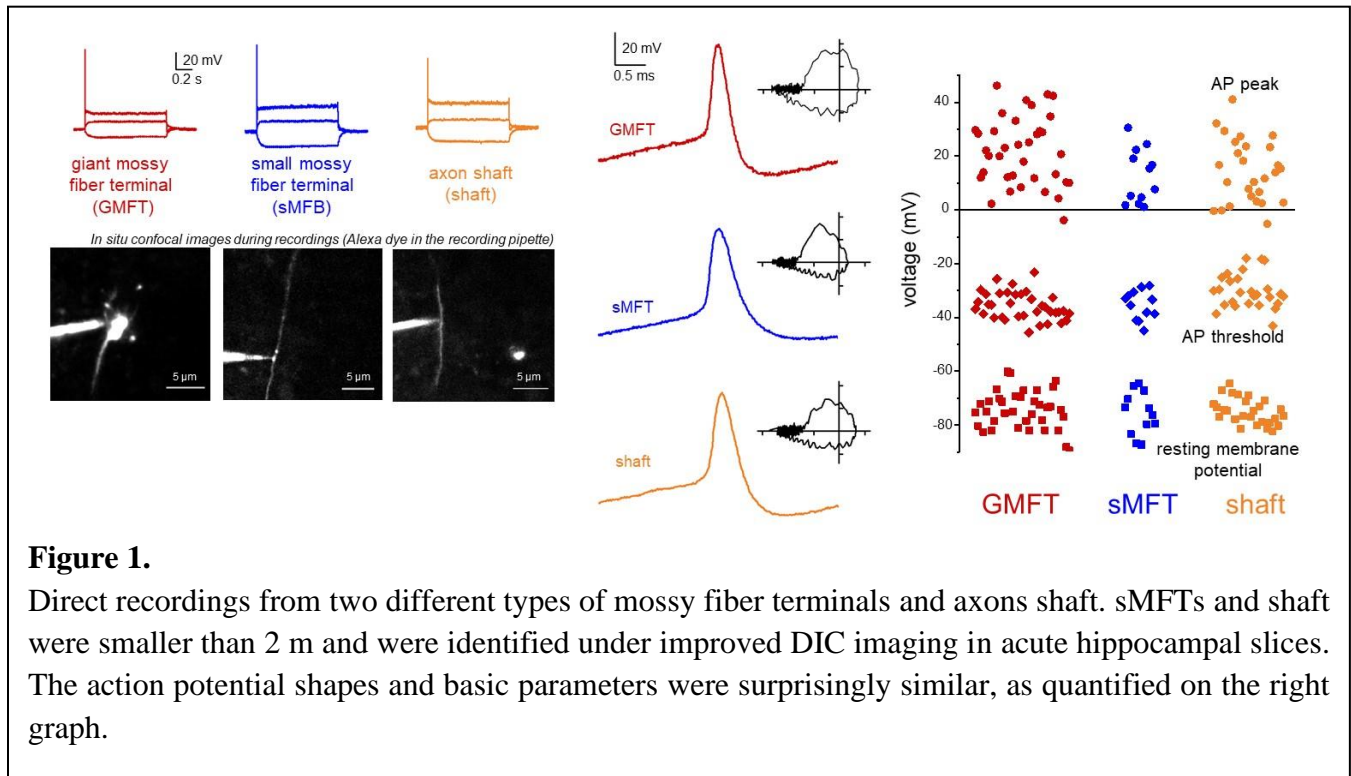 20 mV
0.2 s
giant mossy
fiber terminal
(GMFT)
small mossy
fiber terminal
(sMFB)
axon shaft
(shaft)
In situ confocal images during recordings (Alexa dye in the recording pipette)
5 µm
5 µm
5 µm
20 mV
0.5 ms
GMFT
sMFT
shaft
voltage (mV)
40
20
0
-20
-40
-60
-80
AP peak
AP threshold
resting membrane
potential
GMFT
sMFT
shaft
Figure 1.
Direct recordings from two different types of mossy fiber terminals and axons shaft. sMFTs and shaft
were smaller than 2 m and were identified under improved DIC imaging in acute hippocampal slices.
The action potential shapes and basic parameters were surprisingly similar, as quantified on the right
graph.